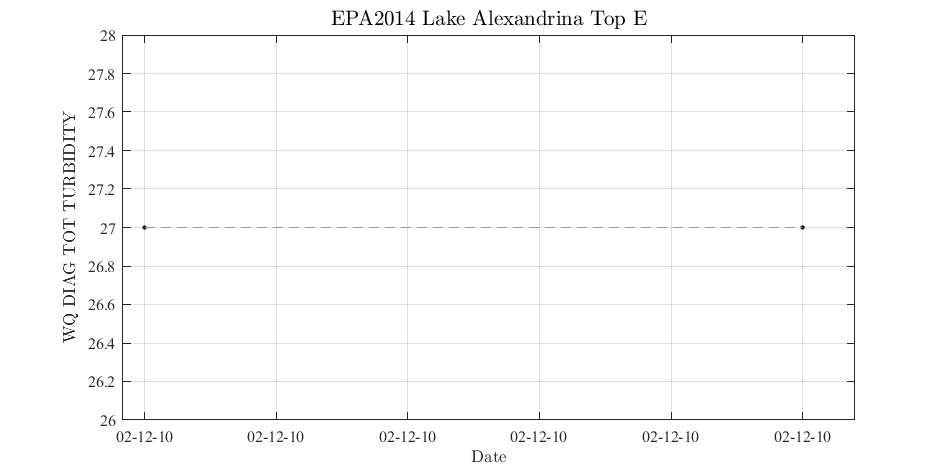 EPA2014 Lake Alexandrina Top E
28
27.8
27.6
27.4
27.2
27
26.8
26.6
26.4
26.2
26
WQ DIAG TOT TURBIDITY
02-12-10 02-12-10 02-12-10 02-12-10 02-12-10 02-12-10
Date